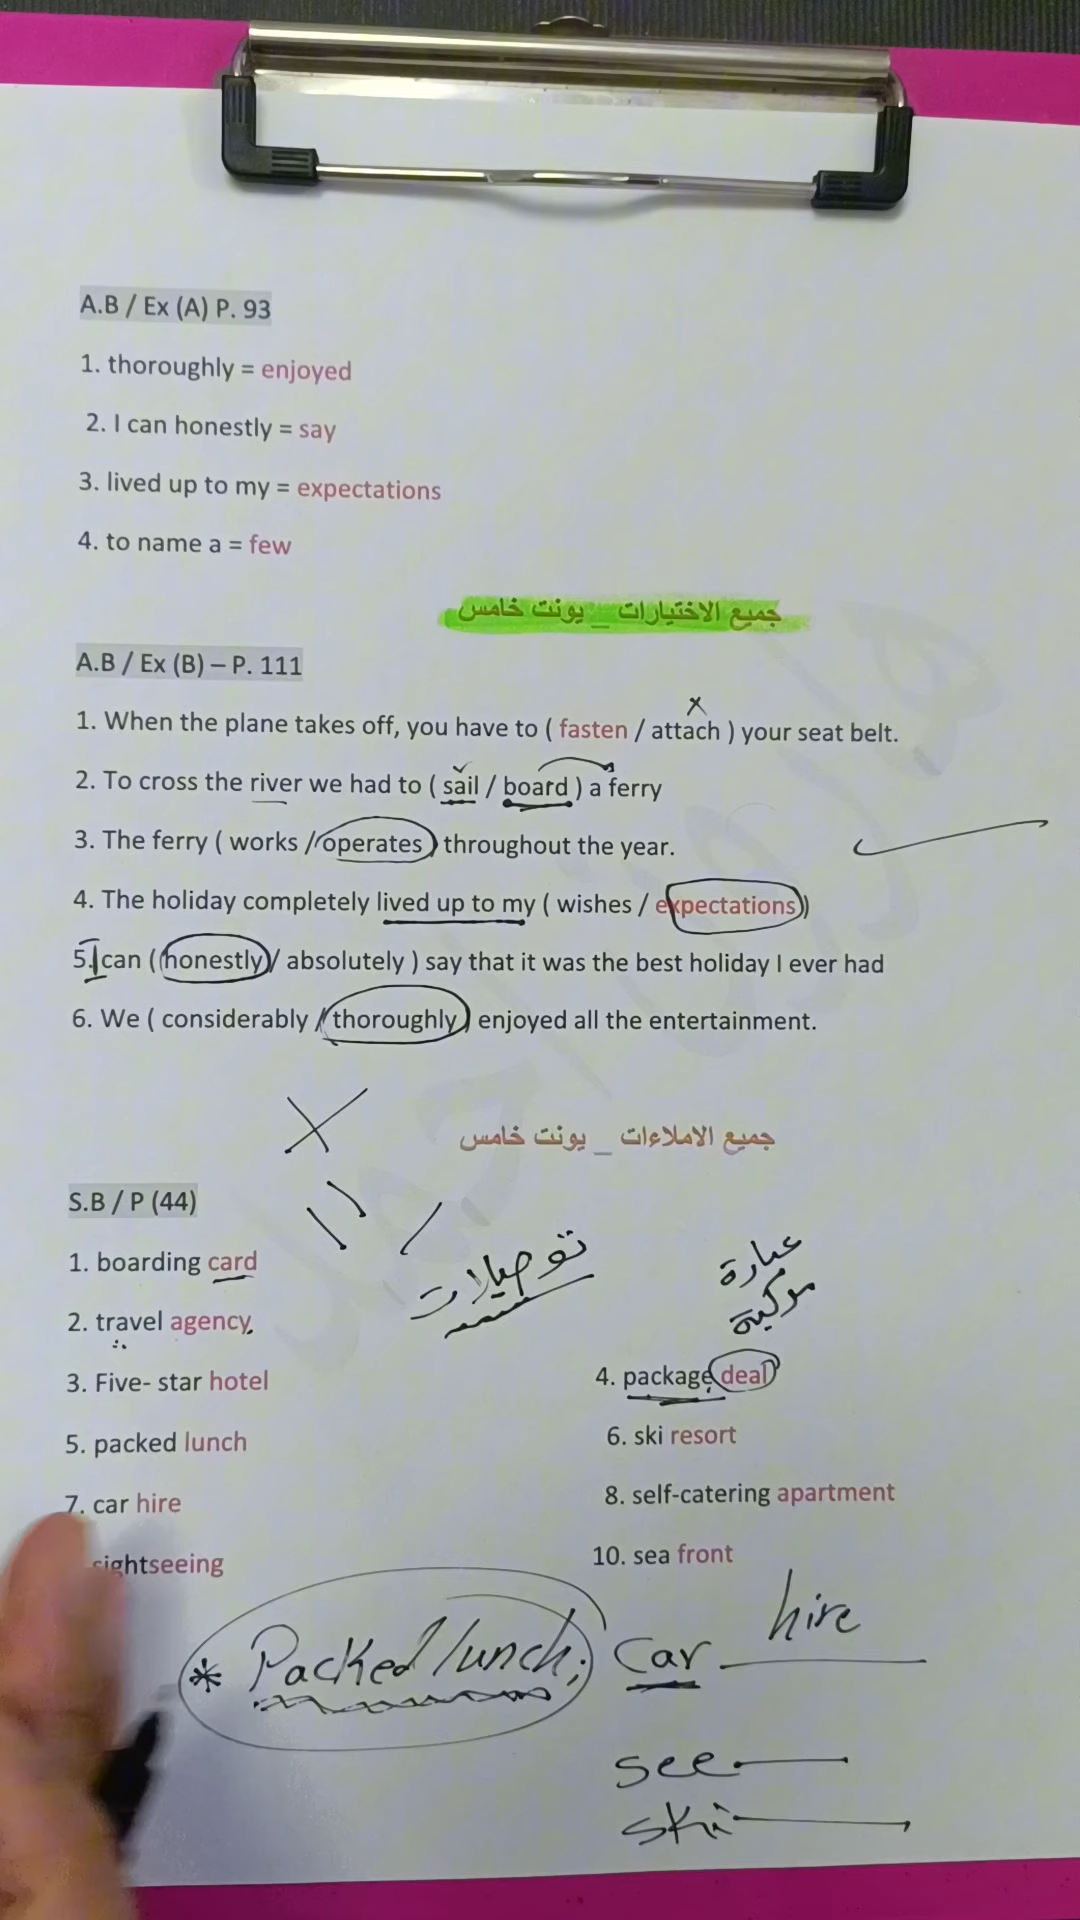 A.B / Ex (A) P. 93
1. thoroughly = enjoyed
2. I can honestly = say
3. lived up to my = expectations
4. to name a = few
جميع الاختيارات _ يونت خامس
A.B / Ex (B) – P. 111
1. When the plane takes off, you have to ( fasten / attach ) your seat belt.
2. To cross the river we had to ( sail / board ) a ferry
3. The ferry ( works / operates ) throughout the year.
4. The holiday completely lived up to my ( wishes / expectations )
5. I can ( honestly / absolutely ) say that it was the best holiday I ever had
6. We ( considerably / thoroughly ) enjoyed all the entertainment.
جميع الاملاءات _ يونت خامس
S.B / P (44)
1. boarding card
توصيلات
عبارة
مركبة
2. travel agency
3. Five- star hotel
4. package deal
5. packed lunch
6. ski resort
7. car hire
8. self-catering apartment
sightseeing
10. sea front
* Packed lunch; car hire
see
ski